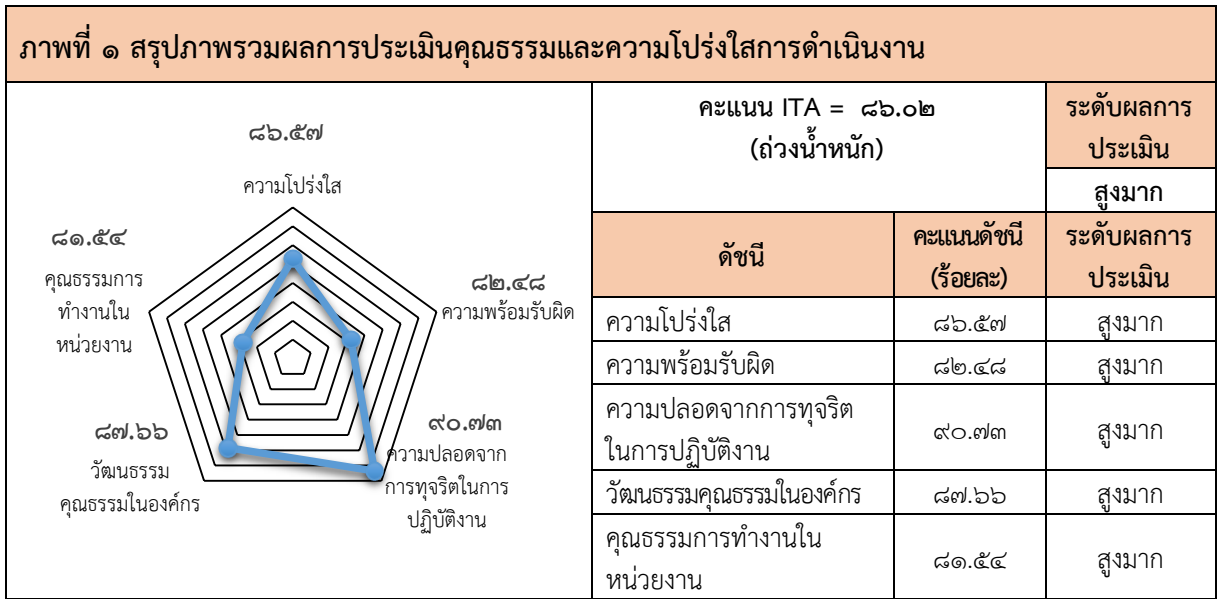 ภาพที่ ๑ สรุปภาพรวมผลการประเมินคุณธรรมและความโปร่งใสการดำเนินงาน
๘๖.๕๗
ความโปร่งใส
๘๒.๔๘
ความพร้อมรับผิด
๙๐.๗๓
ความปลอดจาก
การทุจริตในการ
ปฏิบัติงาน
๘๗.๖๖
วัฒนธรรม
คุณธรรมในองค์กร
๘๑.๕๔
คุณธรรมการ
ทำงานใน
หน่วยงาน
คะแนน ITA = ๘๖.๐๒
(ถ่วงน้ำหนัก)
ระดับผลการ
ประเมิน
สูงมาก
ดัชนี
คะแนนดัชนี
(ร้อยละ)
ระดับผลการ
ประเมิน
ความโปร่งใส ๘๖.๕๗ สูงมาก
ความพร้อมรับผิด ๘๒.๔๘ สูงมาก
ความปลอดจากการทุจริต
ในการปฏิบัติงาน
๙๐.๗๓ สูงมาก
วัฒนธรรมคุณธรรมในองค์กร ๘๗.๖๖ สูงมาก
คุณธรรมการทำงานใน
หน่วยงาน
๘๑.๕๔ สูงมาก